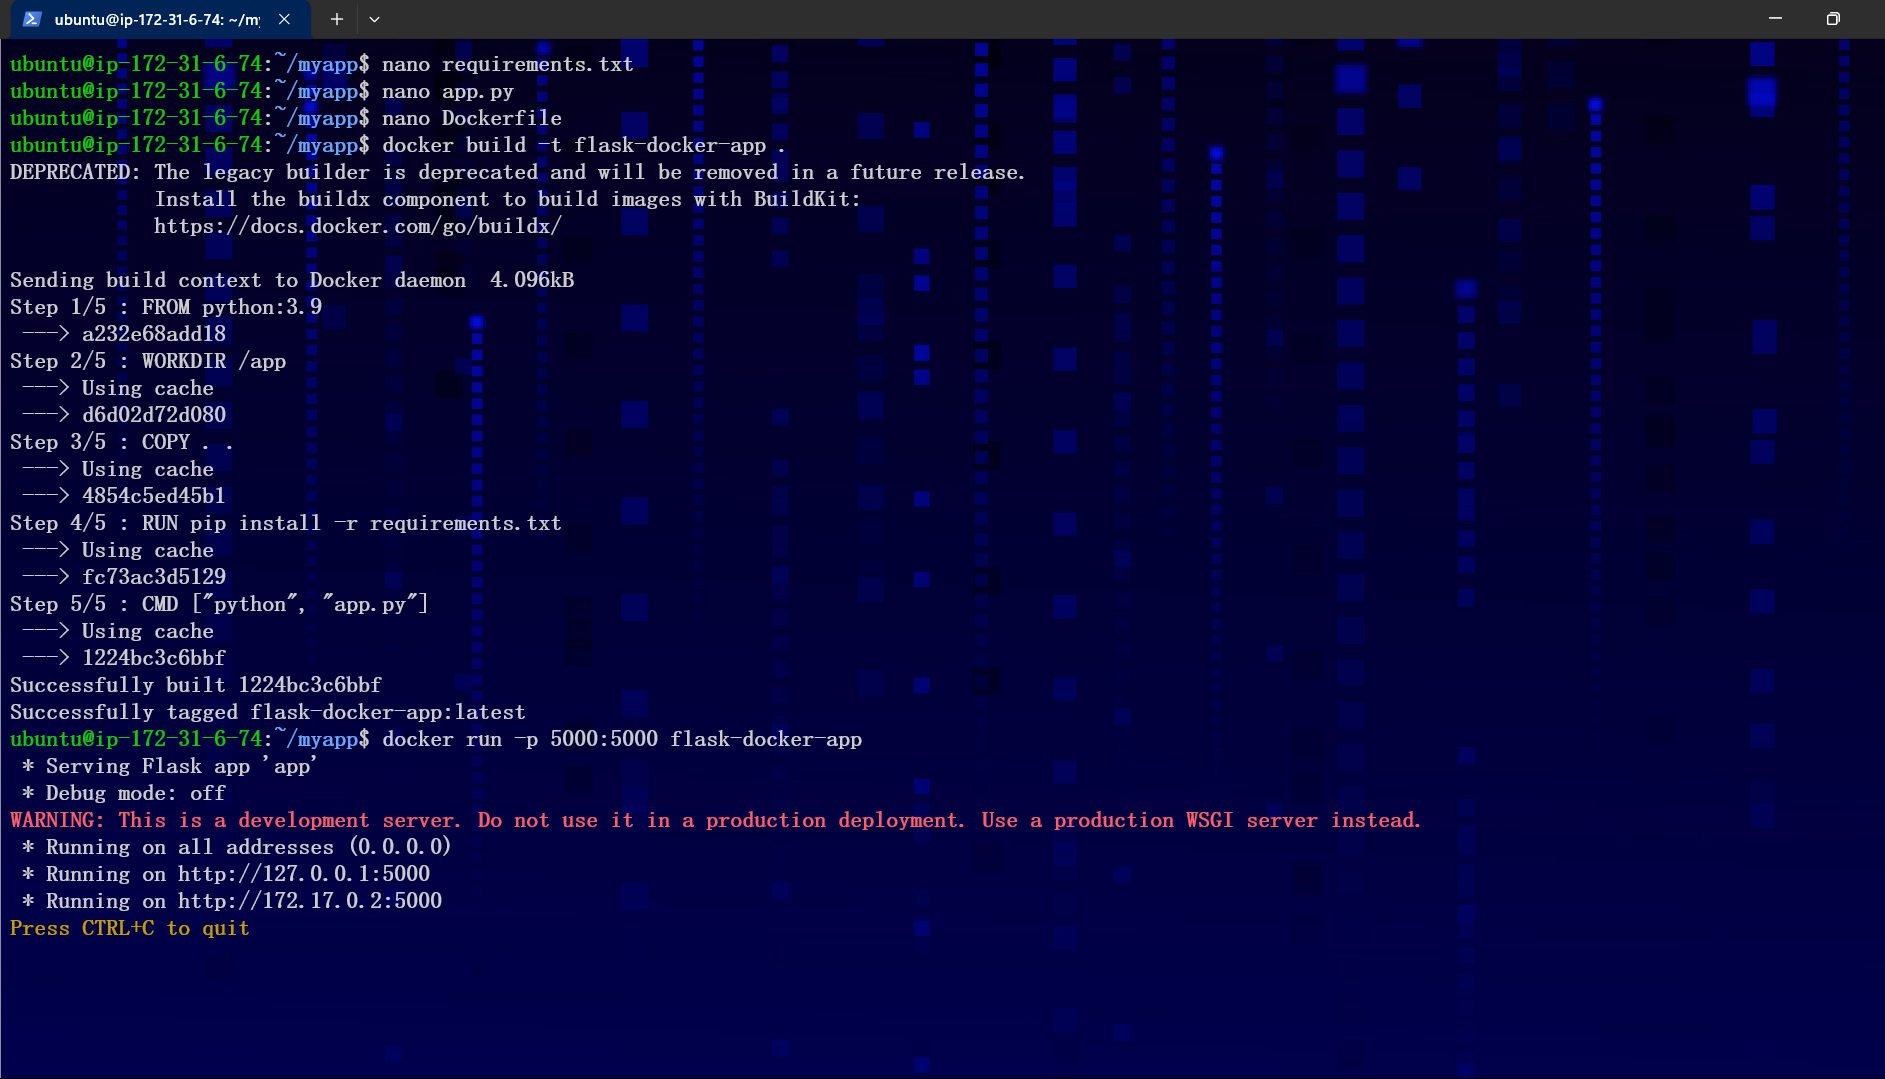 ubuntu@ip-172-31-6-74: ~/my
ubuntu@ip-172-31-6-74:~/myapp$ nano requirements.txt
ubuntu@ip-172-31-6-74:~/myapp$ nano app.py
ubuntu@ip-172-31-6-74:~/myapp$ nano Dockerfile
ubuntu@ip-172-31-6-74:~/myapp$ docker build -t flask-docker-app .
DEPRECATED: The legacy builder is deprecated and will be removed in a future release.
            Install the buildx component to build images with BuildKit:
            https://docs.docker.com/go/buildx/

Sending build context to Docker daemon  4.096kB
Step 1/5 : FROM python:3.9
 ---> a232e68add18
Step 2/5 : WORKDIR /app
 ---> Using cache
 ---> d6d02d72d080
Step 3/5 : COPY . .
 ---> Using cache
 ---> 4854c5ed45b1
Step 4/5 : RUN pip install -r requirements.txt
 ---> Using cache
 ---> fc73ac3d5129
Step 5/5 : CMD ["python", "app.py"]
 ---> Using cache
 ---> 1224bc3c6bbf
Successfully built 1224bc3c6bbf
Successfully tagged flask-docker-app:latest
ubuntu@ip-172-31-6-74:~/myapp$ docker run -p 5000:5000 flask-docker-app
 * Serving Flask app 'app'
 * Debug mode: off
WARNING: This is a development server. Do not use it in a production deployment. Use a production WSGI server instead.
 * Running on all addresses (0.0.0.0)
 * Running on http://127.0.0.1:5000
 * Running on http://172.17.0.2:5000
Press CTRL+C to quit